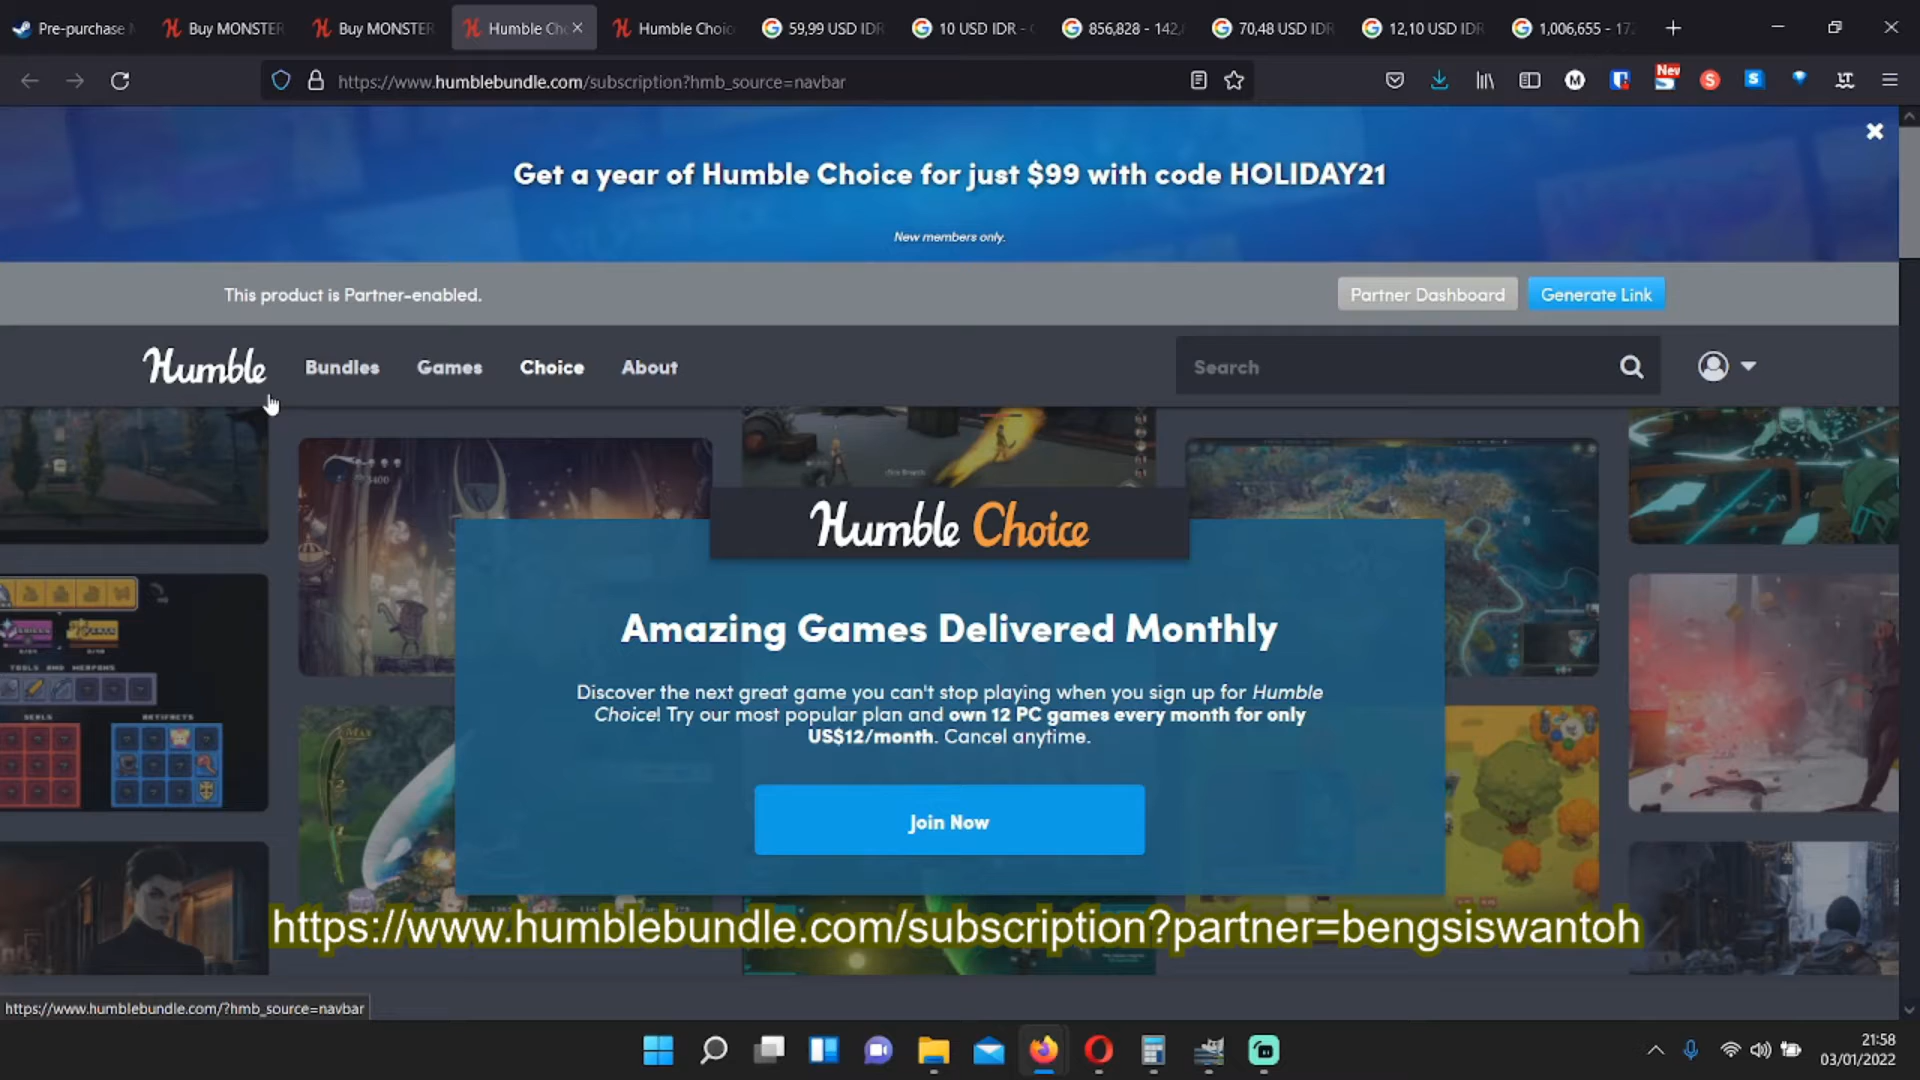 Pre-purchase
Buy MONSTER
Buy MONSTER
Humble Ch
Humble Choic
59,99 USD IDR
10 USD IDR -
856,828 - 142,
70,48 USD IDR
12,10 USD IDR
1,006,655 - 17
https://www.humblebundle.com/subscription?hmb_source=navbar
New
Get a year of Humble Choice for just $99 with code HOLIDAY21
New members only.
This product is Partner-enabled.
Partner Dashboard
Generate Link
Humble
Bundles
Games
Choice
About
Search
3400
Humble Choice
Amazing Games Delivered Monthly
Discover the next great game you can't stop playing when you sign up for Humble
Choice! Try our most popular plan and own 12 PC games every month for only
US$12/month. Cancel anytime.
TOOLS AND WEAPONS
ARTIFACTS
Join Now
https://www.humblebundle.com/subscription?partner=bengsiswantoh
https://www.humblebundle.com/?hmb_source=navbar
21:58
03/01/2022